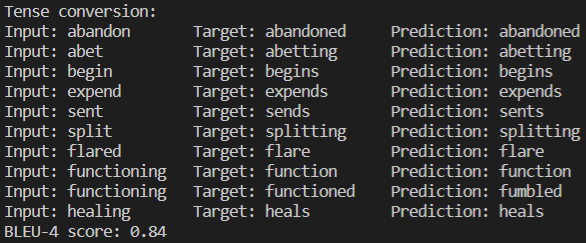 Tense conversion:
Input: abandon Target: abandoned Prediction: abandoned
Input: abet Target: abetting Prediction: abetting
Input: begin Target: begins Prediction: begins
Input: expend Target: expends Prediction: expends
Input: sent Target: sends Prediction: sents
Input: split Target: splitting Prediction: splitting
Input: flared Target: flare Prediction: flare
Input: functioning Target: function Prediction: function
Input: functioning Target: functioned Prediction: fumbled
Input: healing Target: heals Prediction: heals
BLEU-4 score: 0.84